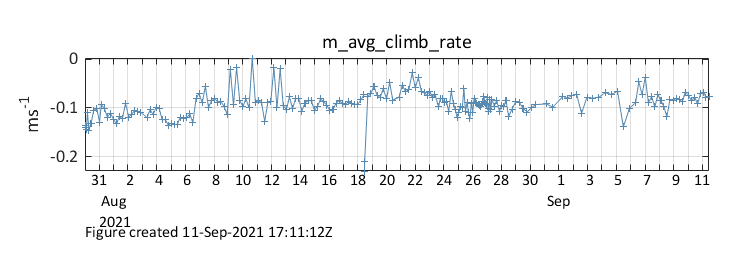 m_avg_climb_rate
0
-0.1
-0.2
ms-1
31 2 4 6 8 10 12 14 16 18 20 22 24 26 28 30 1 3 5 7 9 11
Aug Sep
2021
Figure created 11-Sep-2021 17:11:12Z